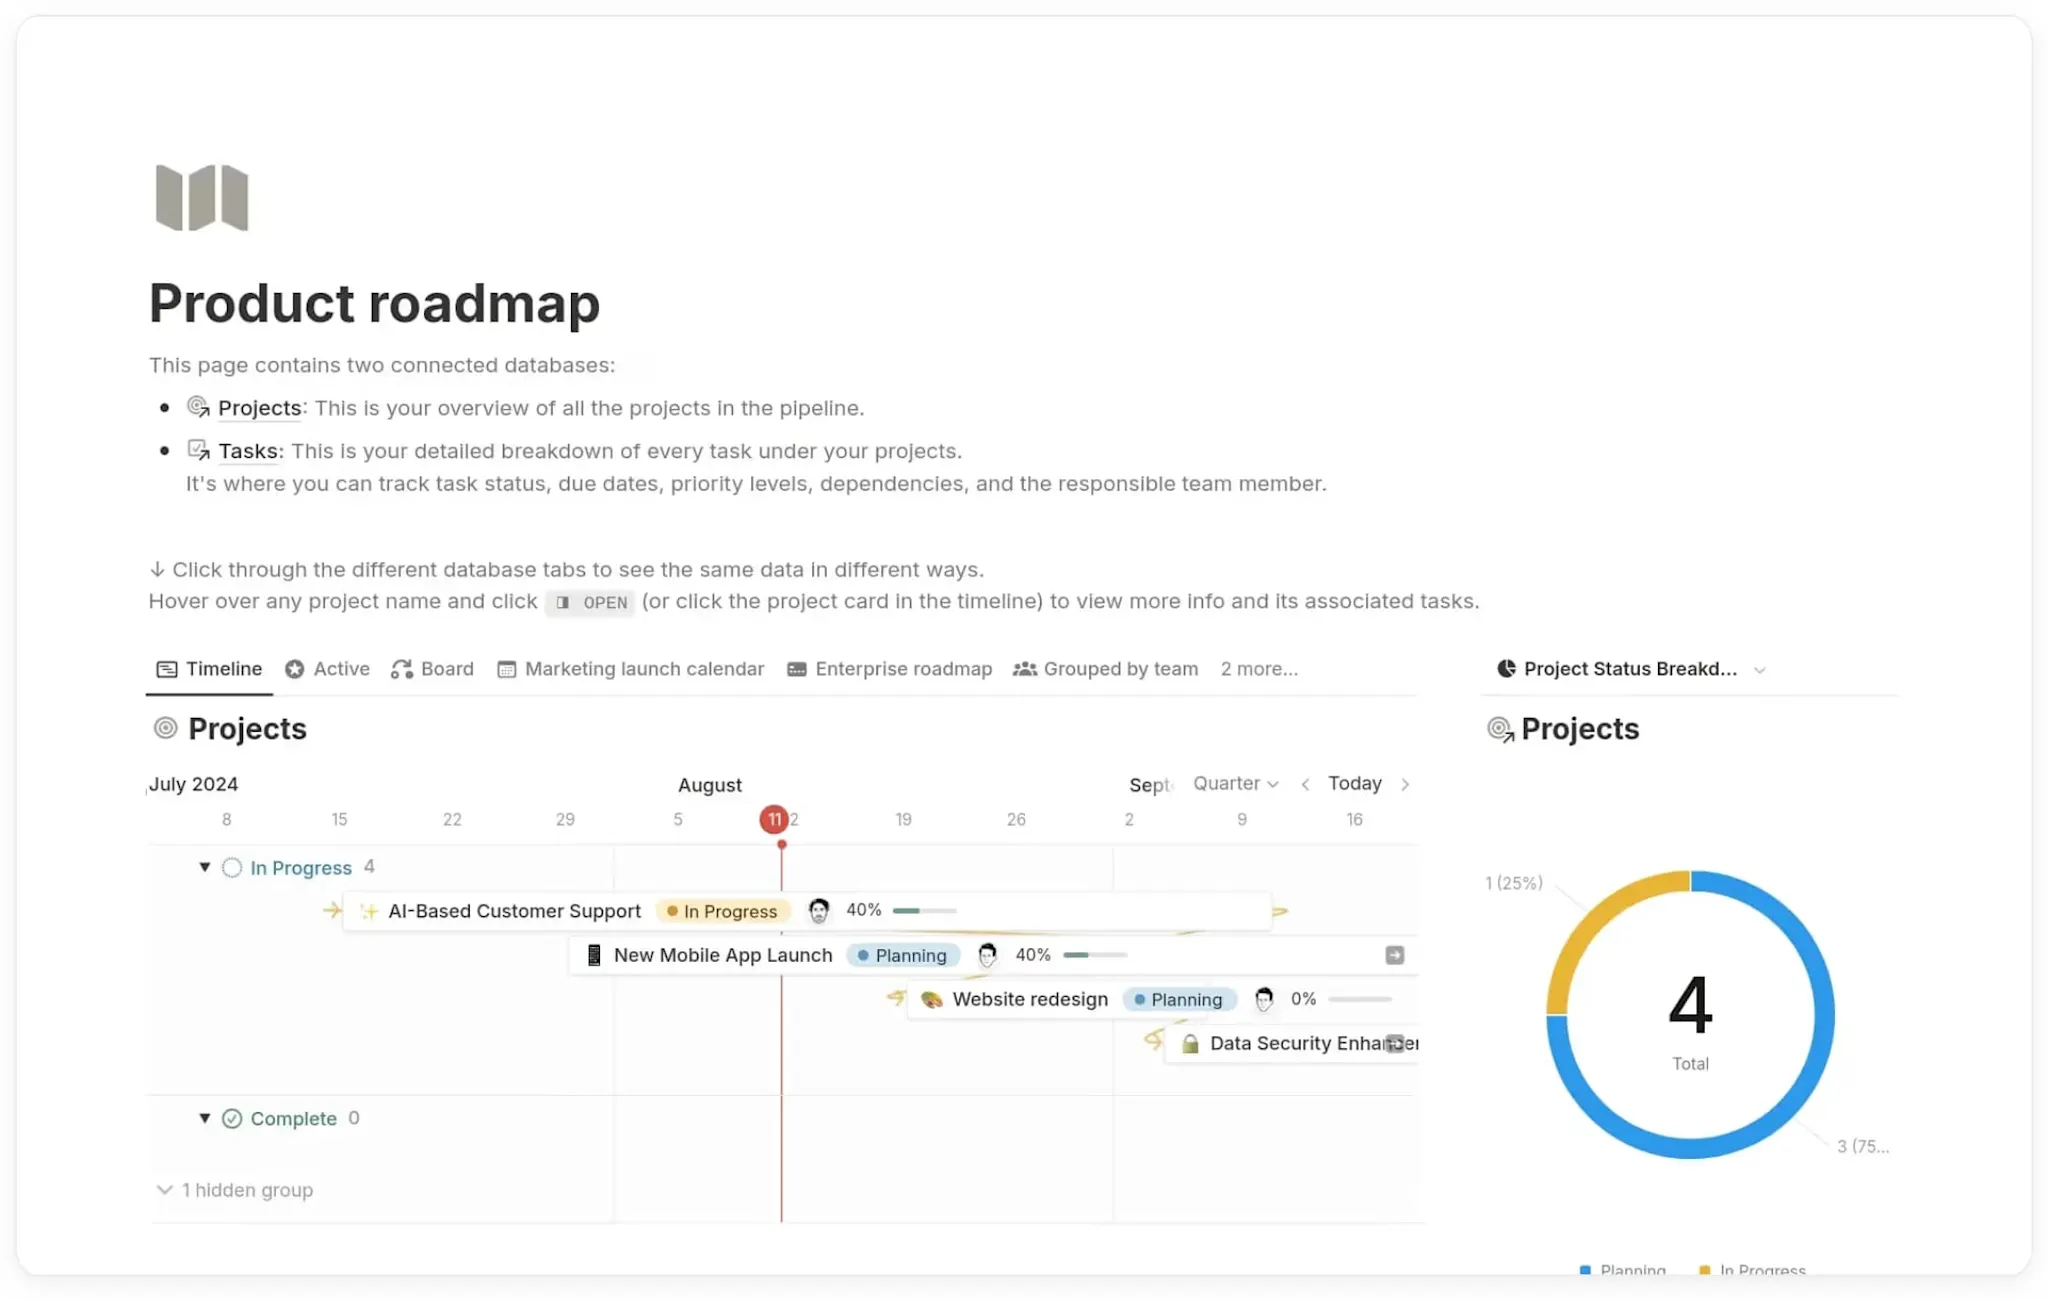 Product roadmap
This page contains two connected databases:
Projects: This is your overview of all the projects in the pipeline.
Tasks: This is your detailed breakdown of every task under your projects.
It's where you can track task status, due dates, priority levels, dependencies, and the responsible team member.
↓ Click through the different database tabs to see the same data in different ways.
Hover over any project name and click OPEN (or click the project card in the timeline) to view more info and its associated tasks.
Timeline Active Board Marketing launch calendar Enterprise roadmap Grouped by team 2 more...
Projects
July 2024 August Sept Quarter Today
8 15 22 29 5 11 2 19 26 2 9 16
In Progress 4
AI-Based Customer Support In Progress 40%
New Mobile App Launch Planning 40%
Website redesign Planning 0%
Data Security
Complete 0
1 hidden group
Project Status Breakd...
Projects
1 (25%)
4
Total
3 (75...
Planning In Progress